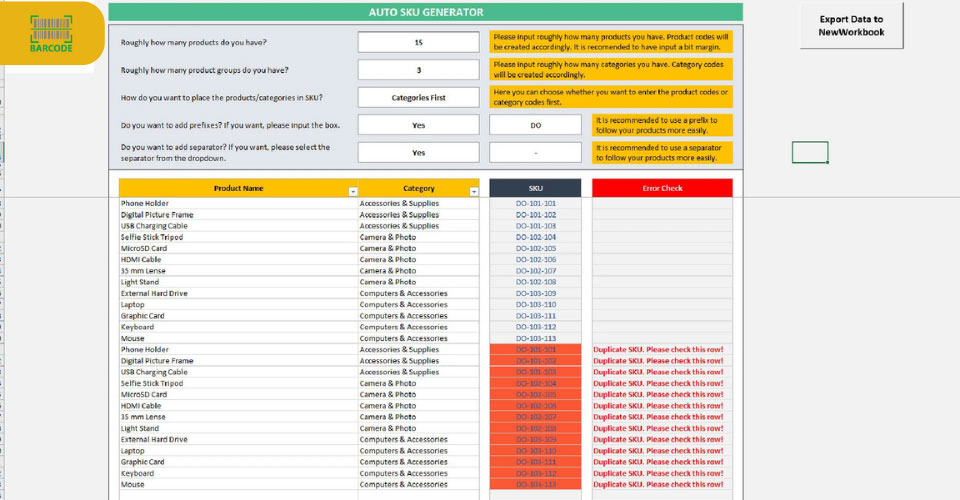 BARCODE
AUTO SKU GENERATOR
Export Data to
NewWorkbook
Roughly how many products do you have? 15 Please input roughly how many products you have. Product codes will
be created accordingly. It is recomended to have input a bit margin.
Roughly how many product groups do you have? 3 Please input roughly how many categories you have. Category codes
will be created accordingly.
How do you want to place the products/categories in SKU? Categories First Here you can choose whether you want to enter the product codes or
category codes first.
Do you want to add prefixes? If you want, please input the box. Yes DO It is recommended to use a prefix to
follow your products more easily.
Do you want to add separator? If you want, please select the
separator from the dropdown. Yes - It is recommended to use a separator
to follow your products more easily.
Product Name Category SKU Error Check
Phone Holder Accessories & Supplies DO-101-101
Digital Picture Frame Accessories & Supplies DO-101-102
USB Charging Cable Accessories & Supplies DO-101-103
Selfie Stick Tripod Camera & Photo DO-102-104
MicroSD Card Camera & Photo DO-102-105
HDMI Cable Camera & Photo DO-102-106
35 mm Lense Camera & Photo DO-102-107
Light Stand Camera & Photo DO-102-108
External Hard Drive Computers & Accessories DO-103-109
Laptop Computers & Accessories DO-103-110
Graphic Card Computers & Accessories DO-103-111
Keyboard Computers & Accessories DO-103-112
Mouse Computers & Accessories DO-103-113
Phone Holder Accessories & Supplies DO-101-101 Duplicate SKU. Please check this row!
Digital Picture Frame Accessories & Supplies DO-101-102 Duplicate SKU. Please check this row!
USB Charging Cable Accessories & Supplies DO-101-103 Duplicate SKU. Please check this row!
Selfie Stick Tripod Camera & Photo DO-102-104 Duplicate SKU. Please check this row!
MicroSD Card Camera & Photo DO-102-105 Duplicate SKU. Please check this row!
HDMI Cable Camera & Photo DO-102-106 Duplicate SKU. Please check this row!
35 mm Lense Camera & Photo DO-102-107 Duplicate SKU. Please check this row!
Light Stand Camera & Photo DO-102-108 Duplicate SKU. Please check this row!
External Hard Drive Computers & Accessories DO-103-109 Duplicate SKU. Please check this row!
Laptop Computers & Accessories DO-103-110 Duplicate SKU. Please check this row!
Graphic Card Computers & Accessories DO-103-111 Duplicate SKU. Please check this row!
Keyboard Computers & Accessories DO-103-112 Duplicate SKU. Please check this row!
Mouse Computers & Accessories DO-103-113 Duplicate SKU. Please check this row!